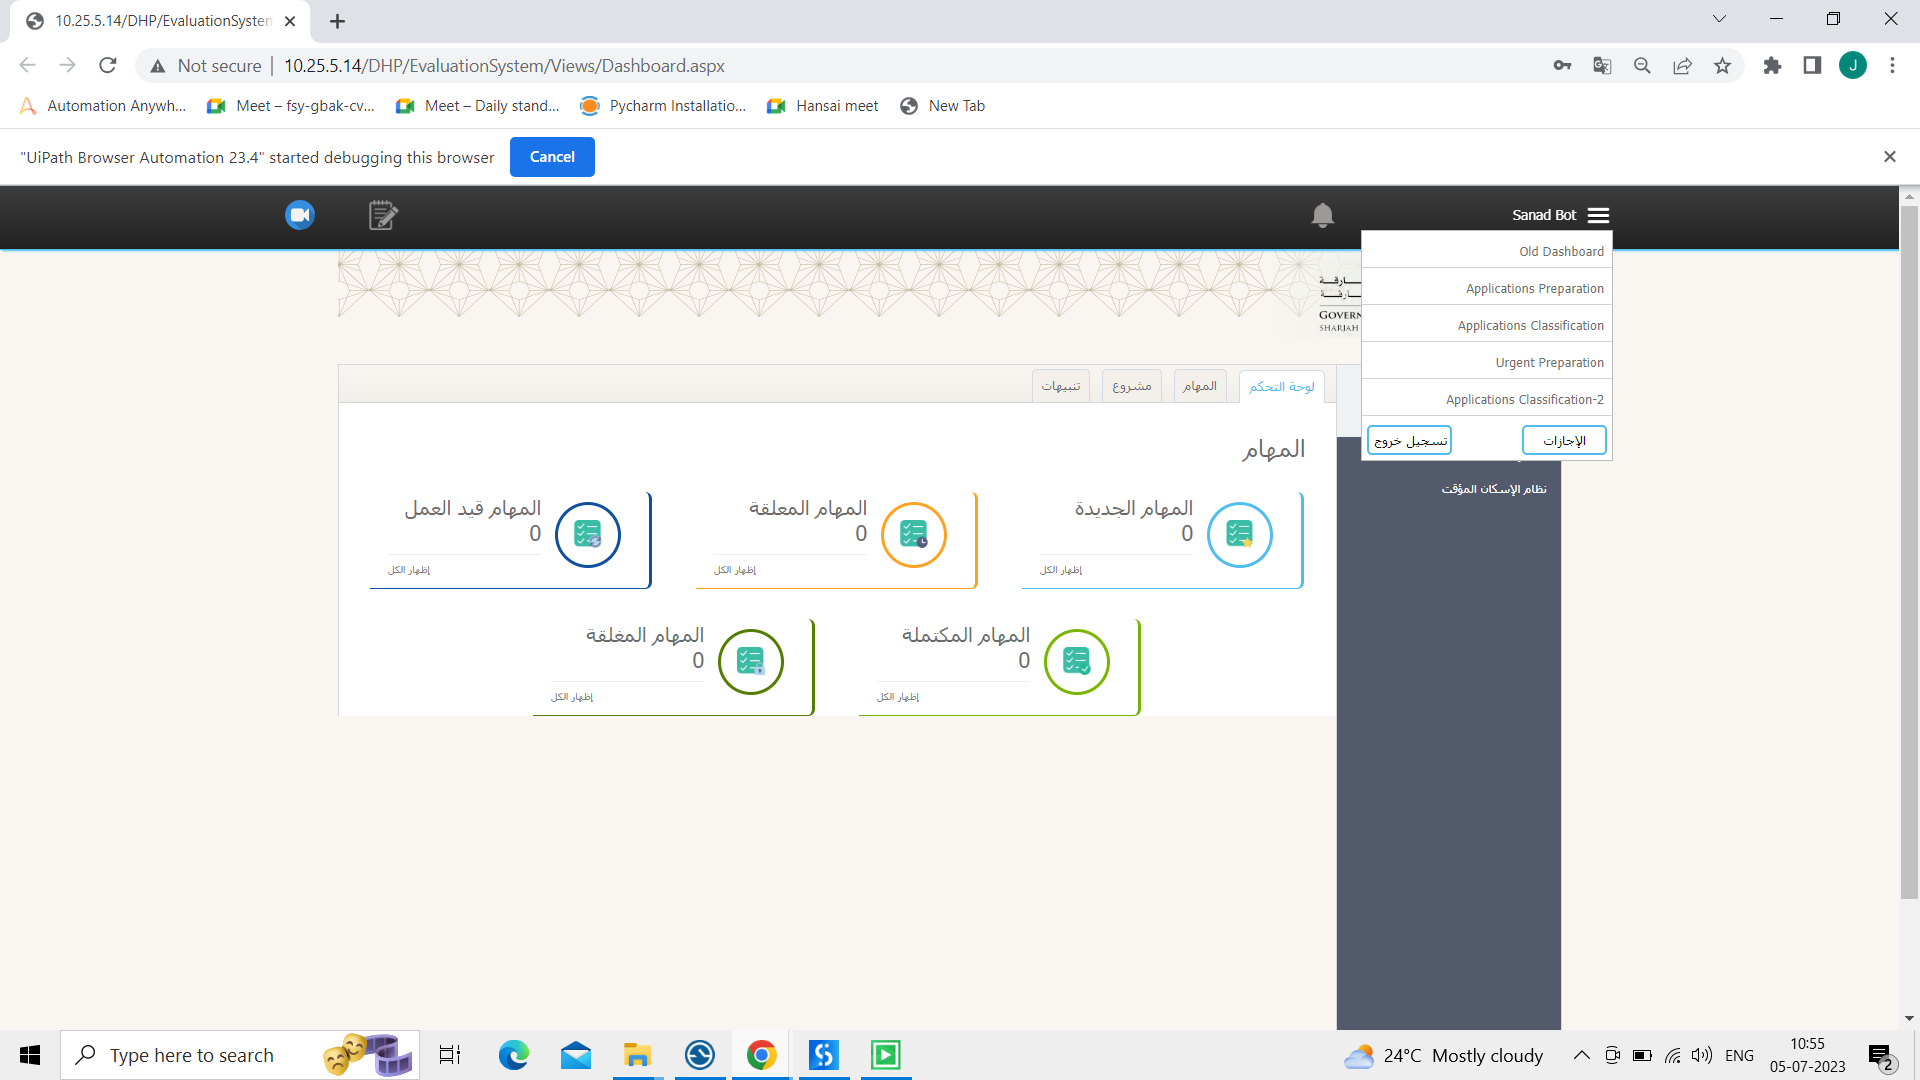 10.25.5.14/DHP/EvaluationSystem
Not secure
10.25.5.14/DHP/EvaluationSystem/Views/Dashboard.aspx
J
Automation Anywh...
Meet – fsy-gbak-cv...
Meet – Daily stand...
Pycharm Installatio...
Hansai meet
New Tab
"UiPath Browser Automation 23.4" started debugging this browser
Cancel
Sanad Bot
Old Dashboard
Applications Preparation
Applications Classification
Urgent Preparation
Applications Classification-2
الإجازات
تسجيل خروج
GOVERN
SHARJAH
لوحة التحكم
المهام
مشروع
تنبيهات
نظام الإسكان المؤقت
المهام
المهام الجديدة
0
إظهار الكل
المهام المعلقة
0
إظهار الكل
المهام قيد العمل
0
إظهار الكل
المهام المكتملة
0
إظهار الكل
المهام المغلقة
0
إظهار الكل
Type here to search
24°C Mostly cloudy
ENG
10:55
05-07-2023
2